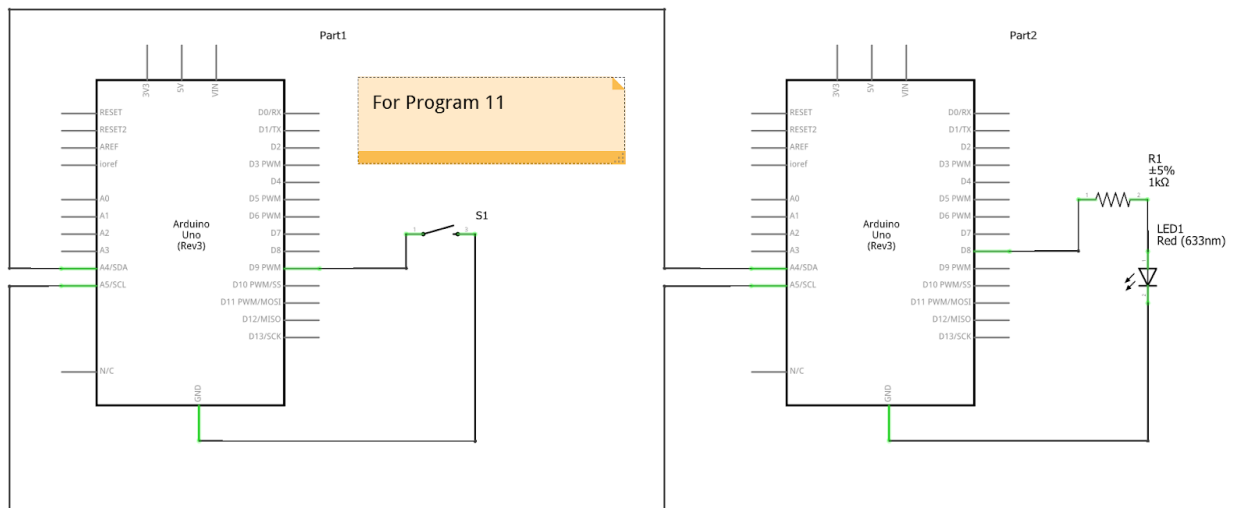 Part1
For Program 11
3V3
5V
VIN
RESET
RESET2
AREF
ioref
A0
A1
A2
A3
A4/SDA
A5/SCL
N/C
Arduino
Uno
(Rev3)
D0/RX
D1/TX
D2
D3 PWM
D4
D5 PWM
D6 PWM
D7
D8
D9 PWM
D10 PWM/SS
D11 PWM/MOSI
D12/MISO
D13/SCK
GND
S1
1
Part2
3V3
5V
VIN
RESET
RESET2
AREF
ioref
A0
A1
A2
A3
A4/SDA
A5/SCL
N/C
Arduino
Uno
(Rev3)
D0/RX
D1/TX
D2
D3 PWM
D4
D5 PWM
D6 PWM
D7
D8
D9 PWM
D10 PWM/SS
D11 PWM/MOSI
D12/MISO
D13/SCK
GND
R1
±5%
1kΩ
1
2
LED1
Red (633nm)